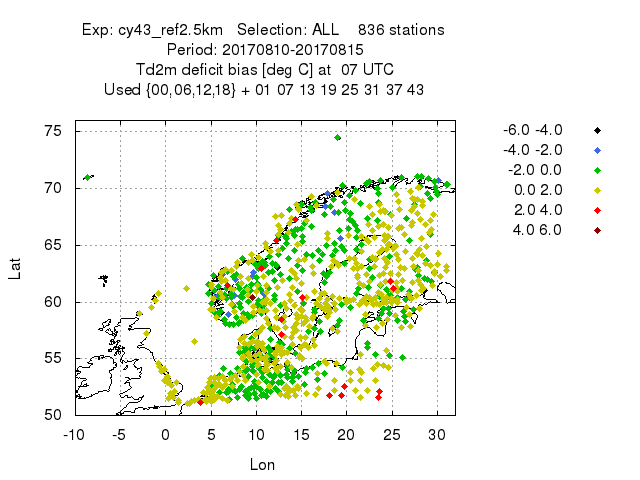 Exp: cy43_ref2.5km   Selection: ALL    836 stations
Period: 20170810-20170815
Td2m deficit bias [deg C] at  07 UTC
Used {00,06,12,18} + 01 07 13 19 25 31 37 43
-6.0 -4.0
-4.0 -2.0
-2.0 0.0
0.0 2.0
2.0 4.0
4.0 6.0
75
70
65
60
55
50
Lat
-10 -5 0 5 10 15 20 25 30
Lon